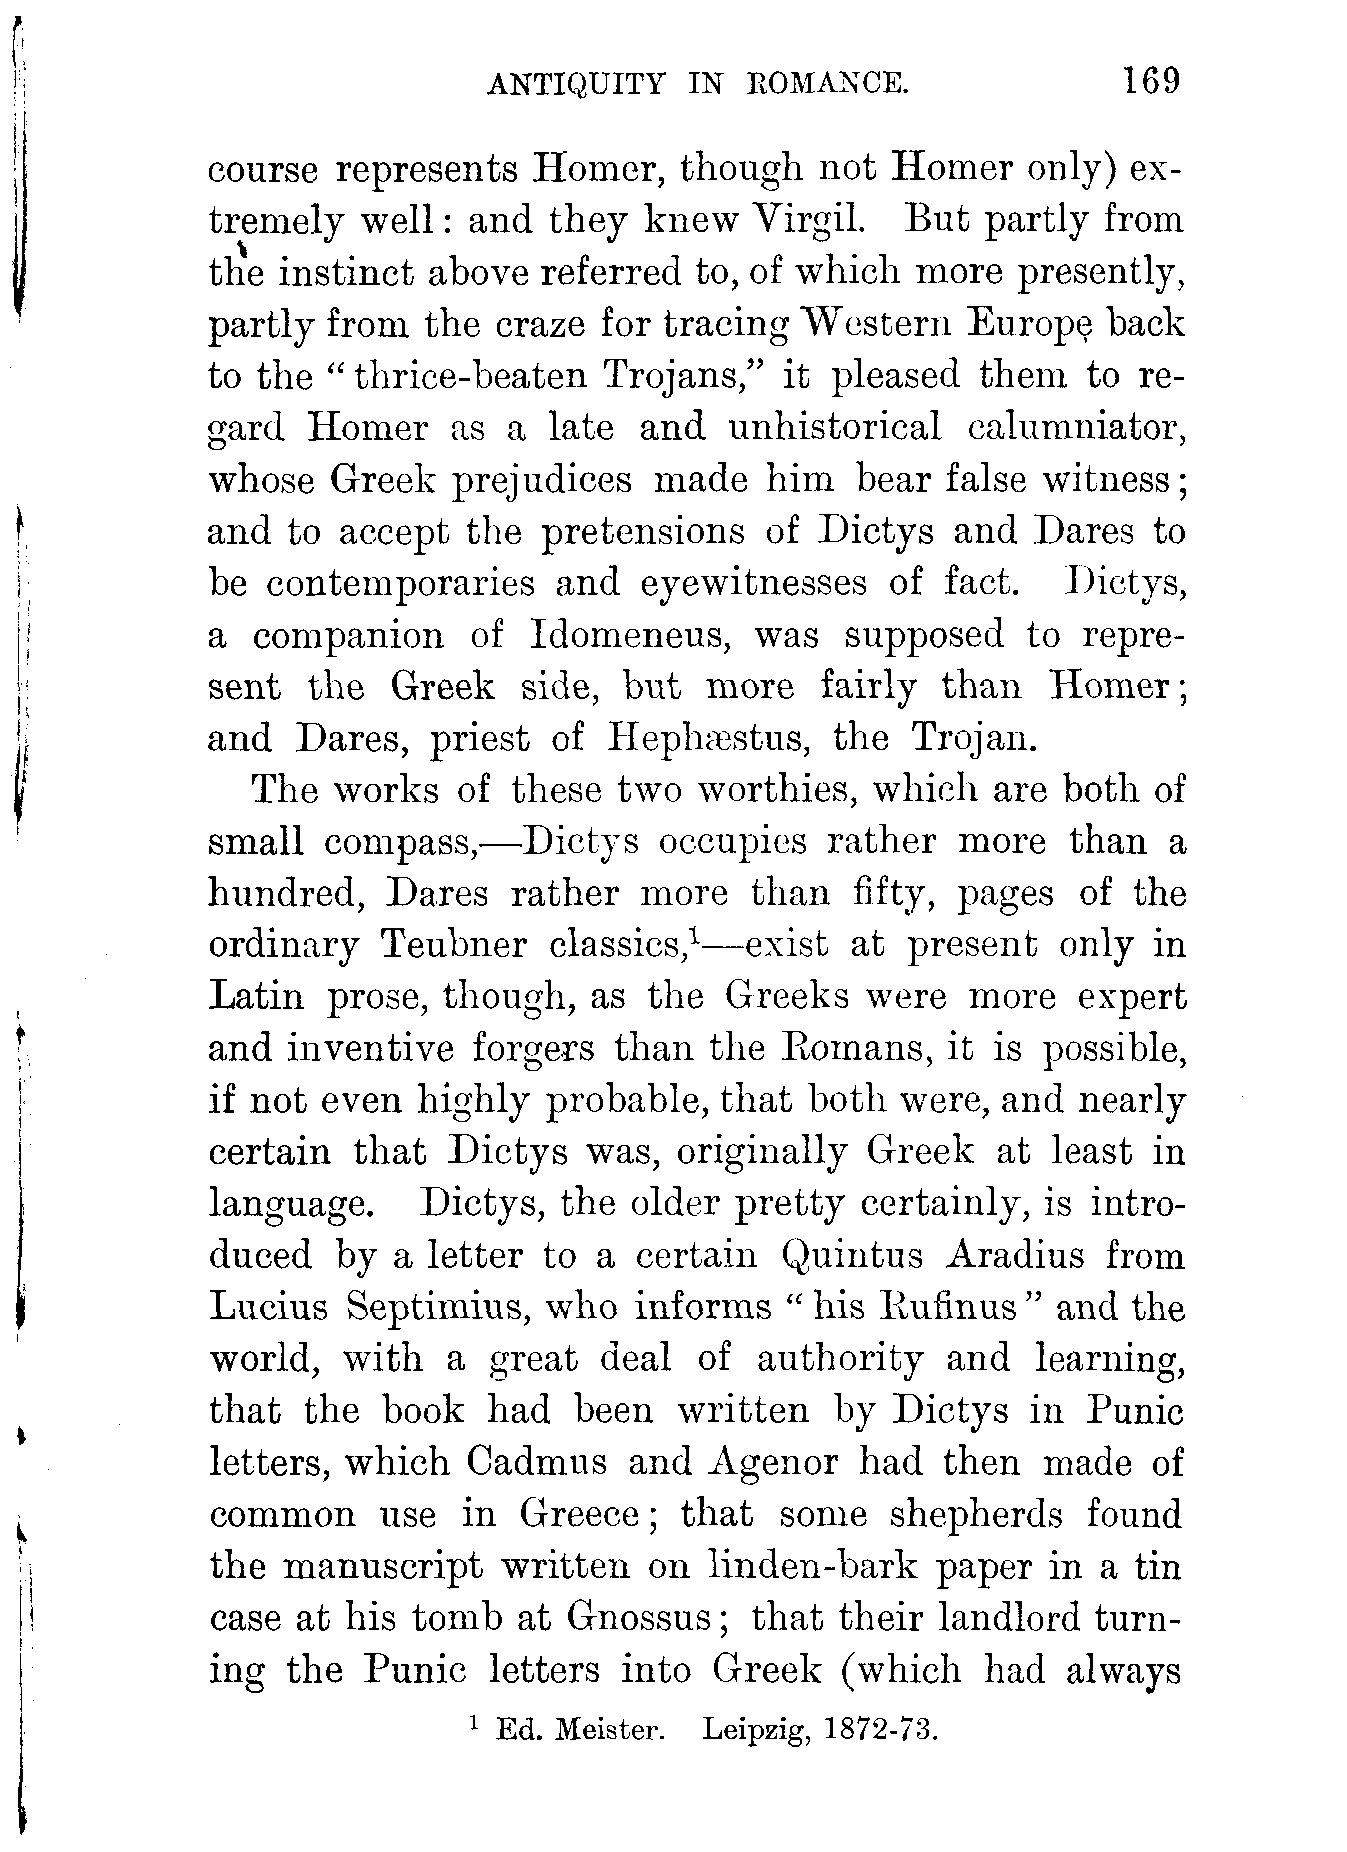 ANTIQUITY IN ROMANCE. 169
course represents Homer, though not Homer only) ex-
tremely well: and they knew Virgil. But partly from
the instinct above referred to, of which more presently,
partly from the craze for tracing Western Europe back
to the "thrice-beaten Trojans," it pleased them to re-
gard Homer as a late and unhistorical calumniator,
whose Greek prejudices made him bear false witness;
and to accept the pretensions of Dictys and Dares to
be contemporaries and eyewitnesses of fact. Dictys,
a companion of Idomeneus, was supposed to repre-
sent the Greek side, but more fairly than Homer;
and Dares, priest of Hephæstus, the Trojan.
The works of these two worthies, which are both of
small compass,—Dictys occupies rather more than a
hundred, Dares rather more than fifty, pages of the
ordinary Teubner classics,¹—exist at present only in
Latin prose, though, as the Greeks were more expert
and inventive forgers than the Romans, it is possible,
if not even highly probable, that both were, and nearly
certain that Dictys was, originally Greek at least in
language. Dictys, the older pretty certainly, is intro-
duced by a letter to a certain Quintus Aradius from
Lucius Septimius, who informs "his Rufinus" and the
world, with a great deal of authority and learning,
that the book had been written by Dictys in Punic
letters, which Cadmus and Agenor had then made of
common use in Greece; that some shepherds found
the manuscript written on linden-bark paper in a tin
case at his tomb at Gnossus; that their landlord turn-
ing the Punic letters into Greek (which had always
¹ Ed. Meister. Leipzig, 1872-73.